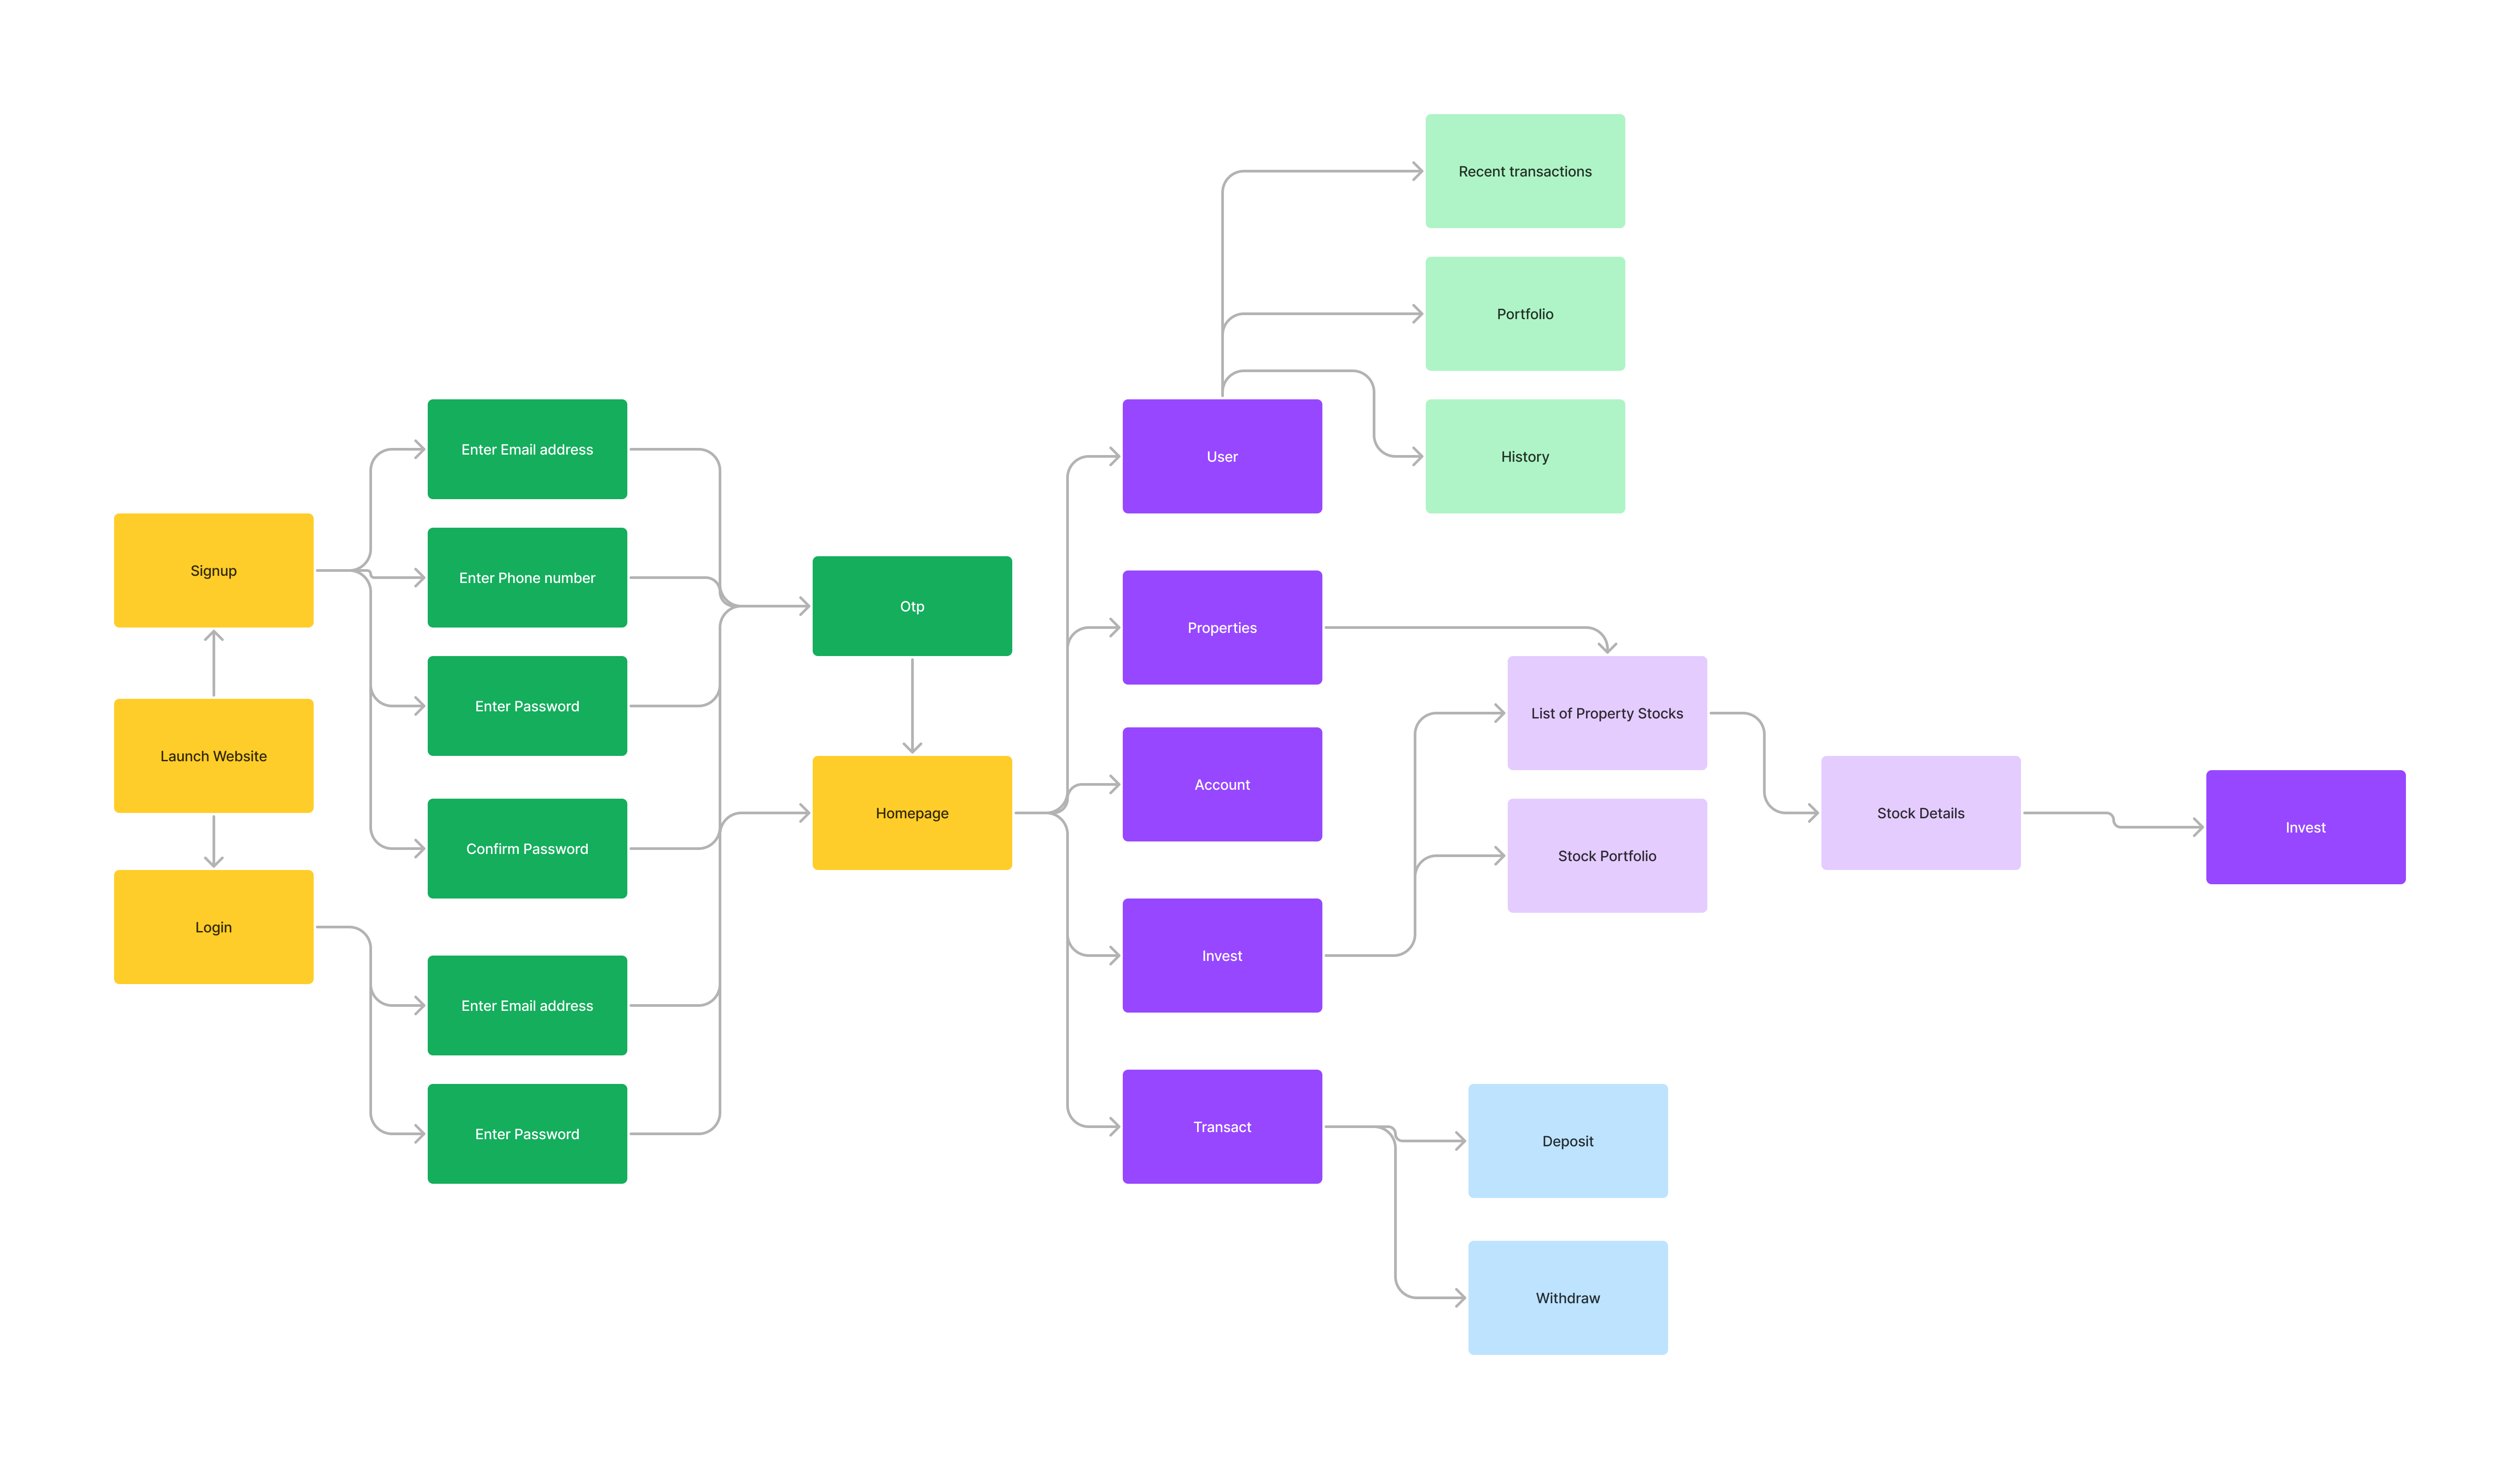 Recent transactions
Portfolio
History
User
Enter Email address
Enter Phone number
Enter Password
Confirm Password
Enter Email address
Enter Password
Signup
Launch Website
Login
Otp
Homepage
Properties
Account
Invest
Transact
List of Property Stocks
Stock Portfolio
Stock Details
Invest
Deposit
Withdraw